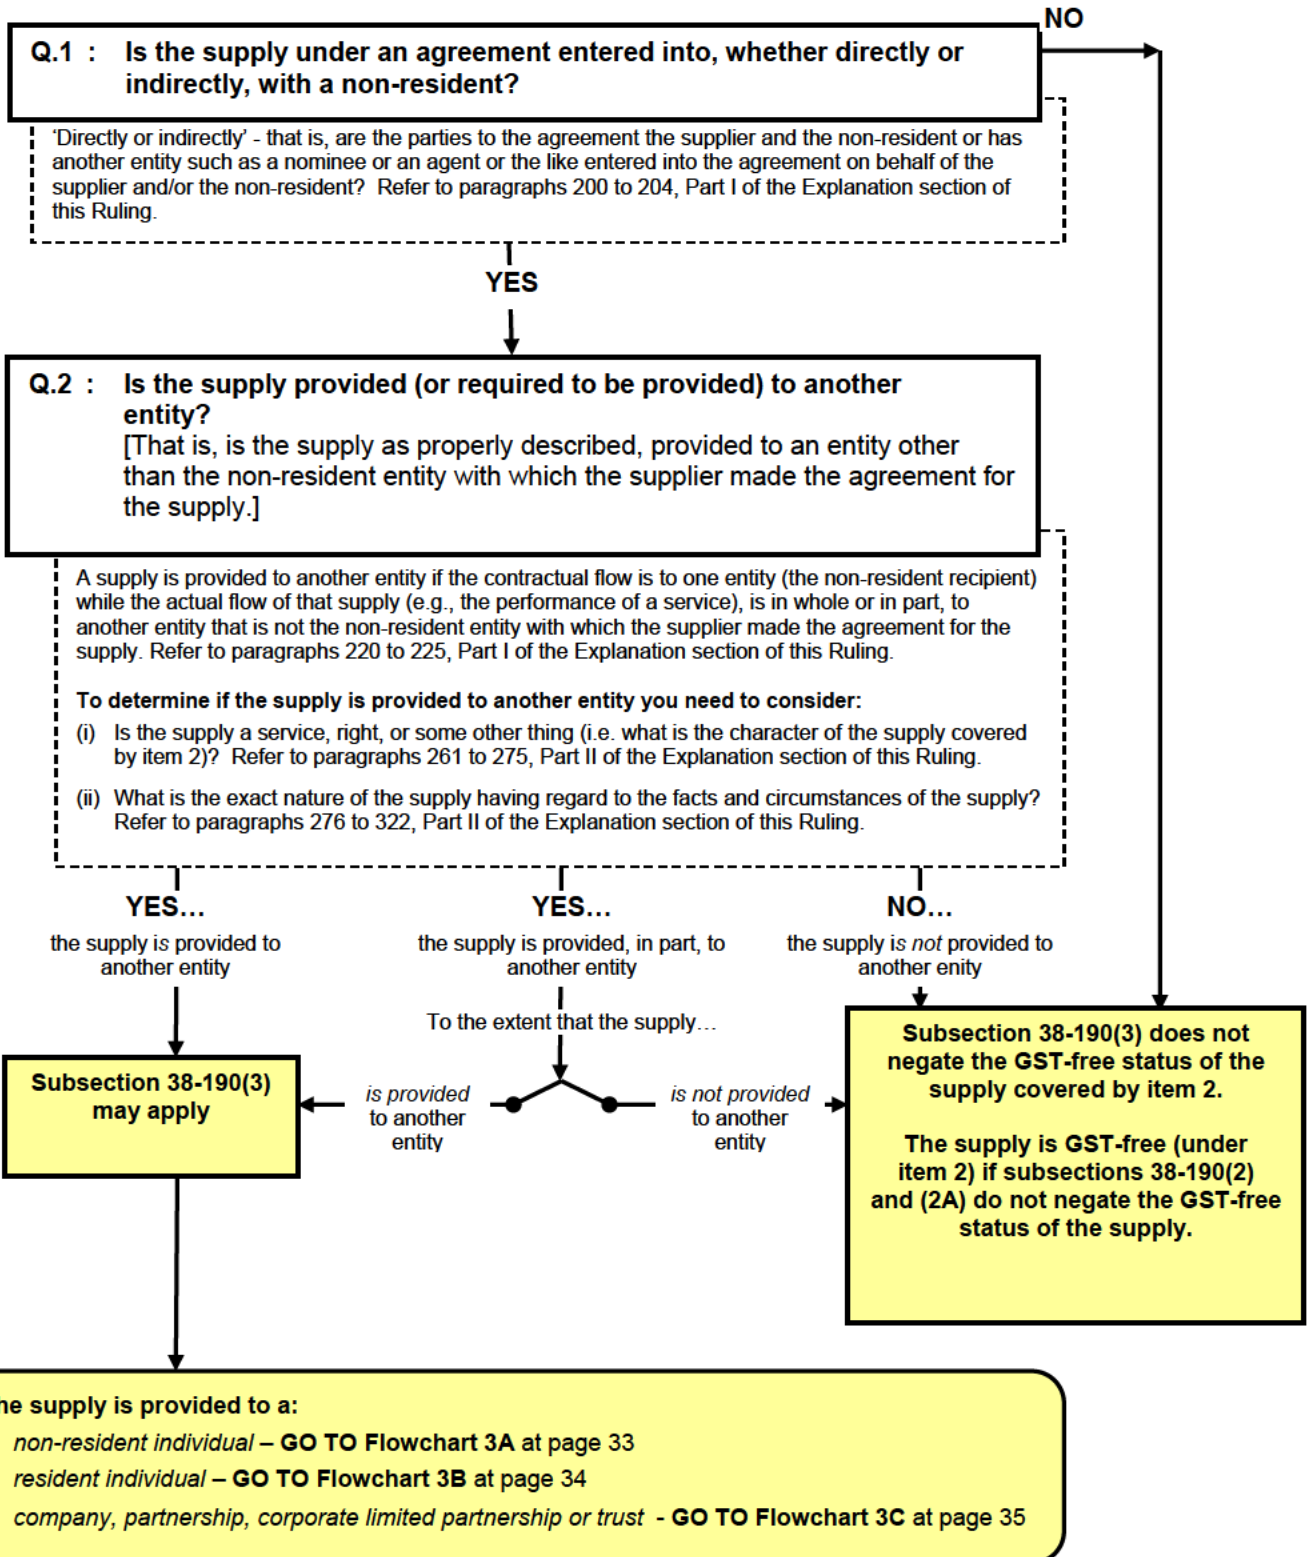 NO
Q.1 : Is the supply under an agreement entered into, whether directly or
indirectly, with a non-resident?
‘Directly or indirectly’ - that is, are the parties to the agreement the supplier and the non-resident or has
another entity such as a nominee or an agent or the like entered into the agreement on behalf of the
supplier and/or the non-resident? Refer to paragraphs 200 to 204, Part I of the Explanation section of
this Ruling.
YES
Q.2 : Is the supply provided (or required to be provided) to another
entity?
[That is, is the supply as properly described, provided to an entity other
than the non-resident entity with which the supplier made the agreement for
the supply.]
A supply is provided to another entity if the contractual flow is to one entity (the non-resident recipient)
while the actual flow of that supply (e.g., the performance of a service), is in whole or in part, to
another entity that is not the non-resident entity with which the supplier made the agreement for the
supply. Refer to paragraphs 220 to 225, Part I of the Explanation section of this Ruling.
To determine if the supply is provided to another entity you need to consider:
(i) Is the supply a service, right, or some other thing (i.e. what is the character of the supply covered
by item 2)? Refer to paragraphs 261 to 275, Part II of the Explanation section of this Ruling.
(ii) What is the exact nature of the supply having regard to the facts and circumstances of the supply?
Refer to paragraphs 276 to 322, Part II of the Explanation section of this Ruling.
YES...
the supply is provided to
another entity
YES...
the supply is provided, in part, to
another entity
NO...
the supply is not provided to
another enity
To the extent that the supply...
is provided
to another
entity
is not provided
to another
entity
Subsection 38-190(3)
may apply
Subsection 38-190(3) does not
negate the GST-free status of the
supply covered by item 2.
The supply is GST-free (under
item 2) if subsections 38-190(2)
and (2A) do not negate the GST-free
status of the supply.
he supply is provided to a:
non-resident individual – GO TO Flowchart 3A at page 33
resident individual – GO TO Flowchart 3B at page 34
company, partnership, corporate limited partnership or trust - GO TO Flowchart 3C at page 35